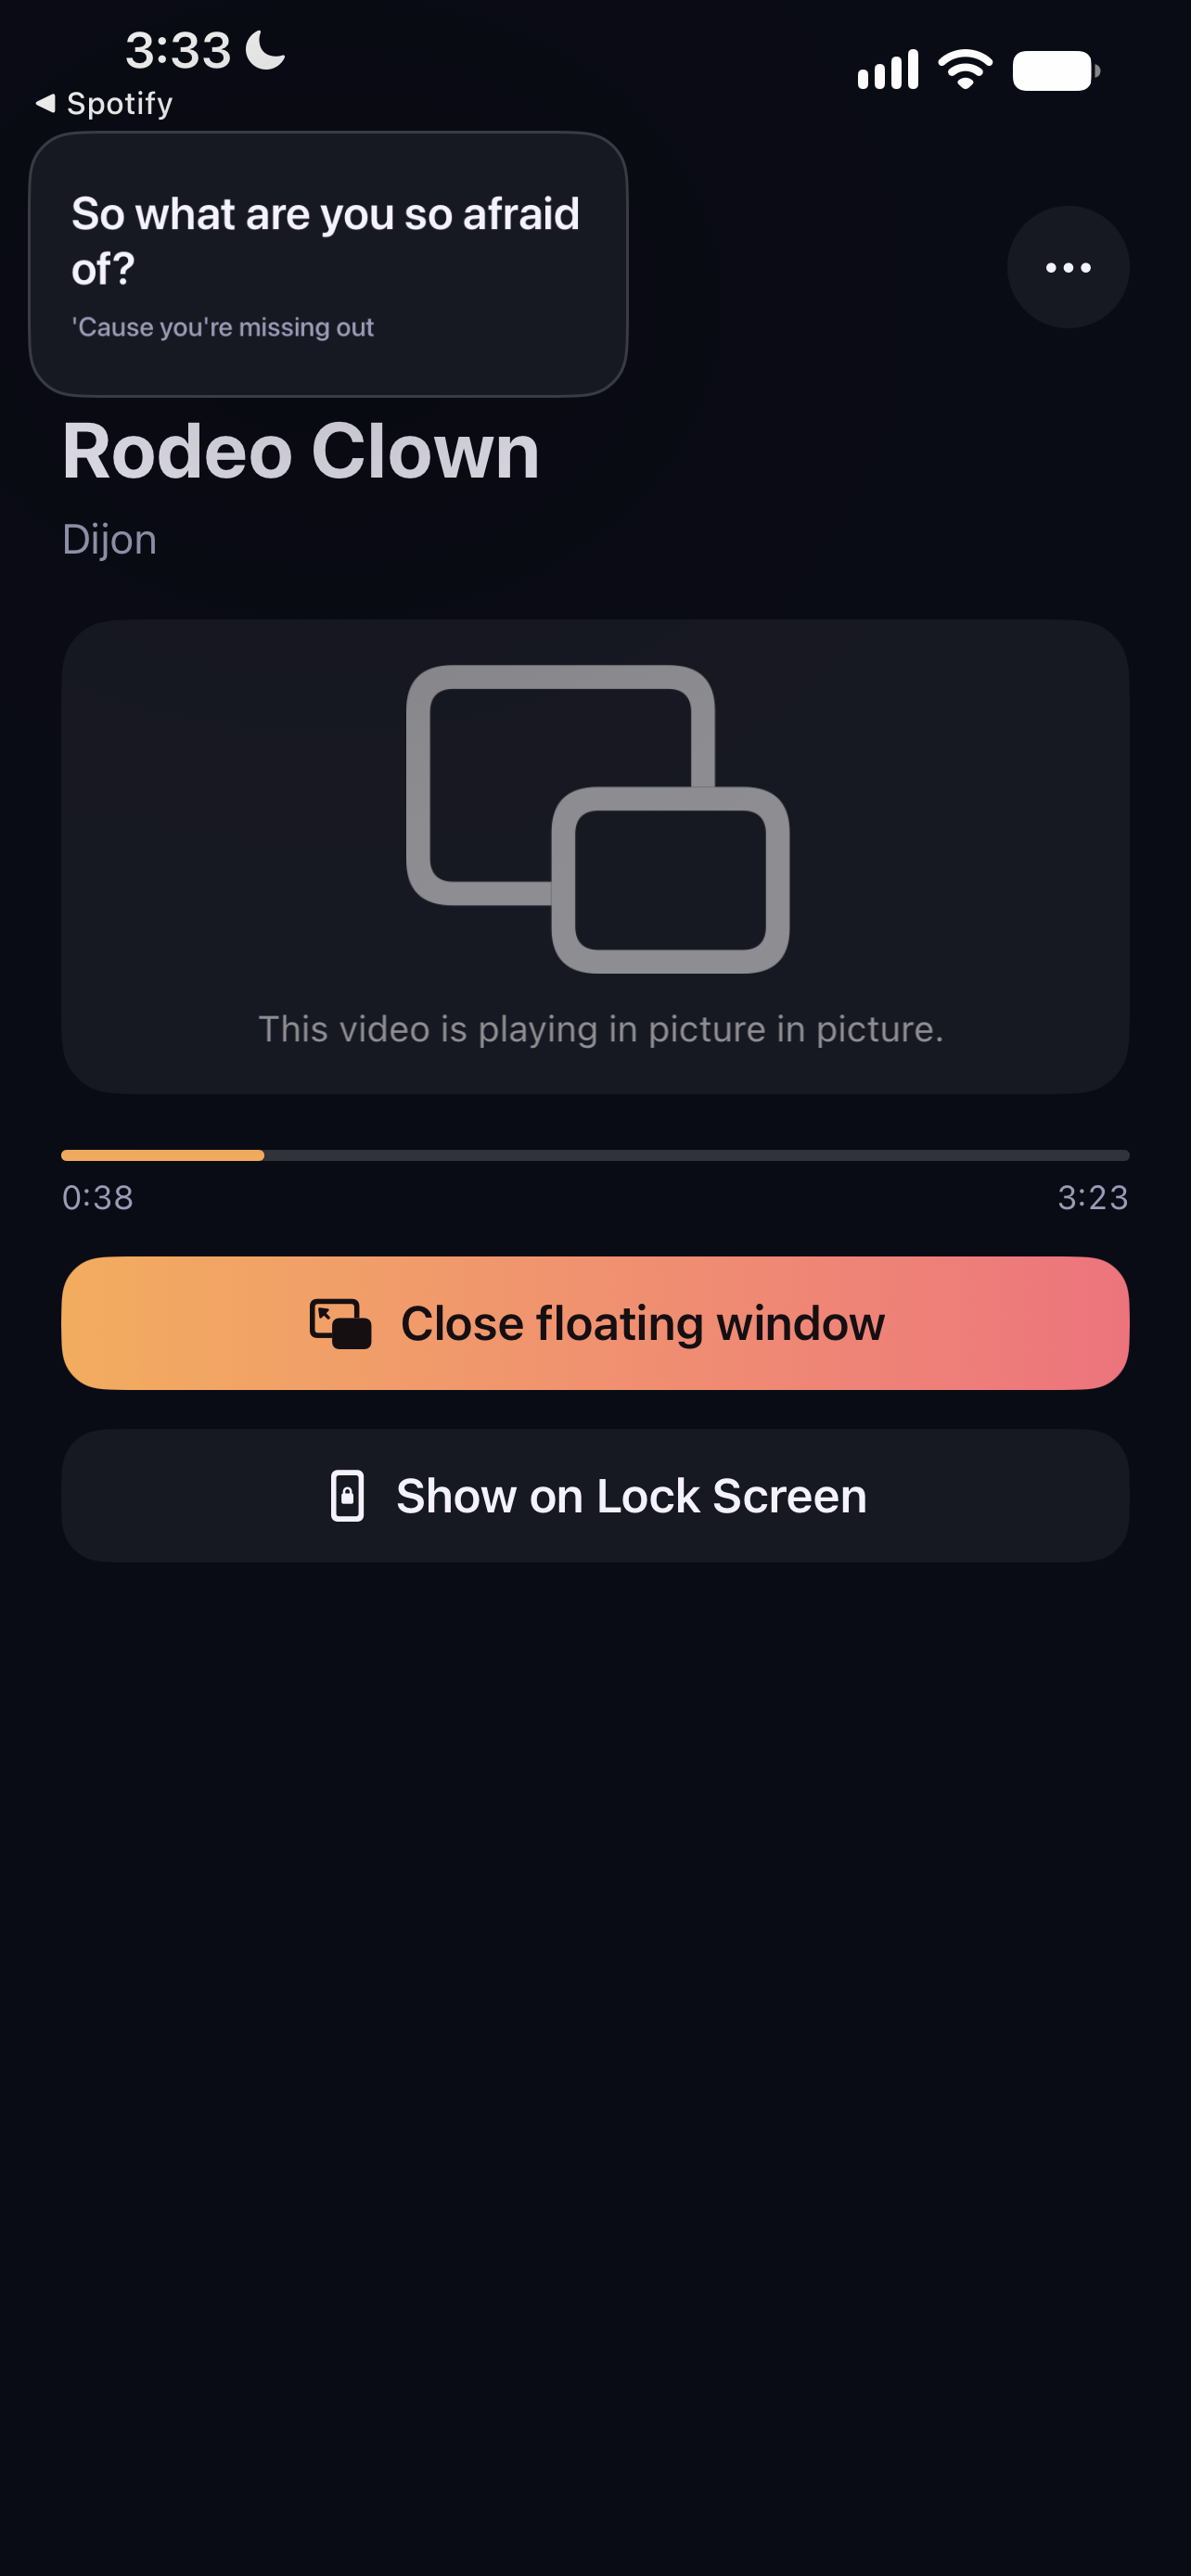 3:33
Spotify
So what are you so afraid
of?
'Cause you're missing out
Rodeo Clown
Dijon
This video is playing in picture in picture.
0:38
3:23
Close floating window
Show on Lock Screen